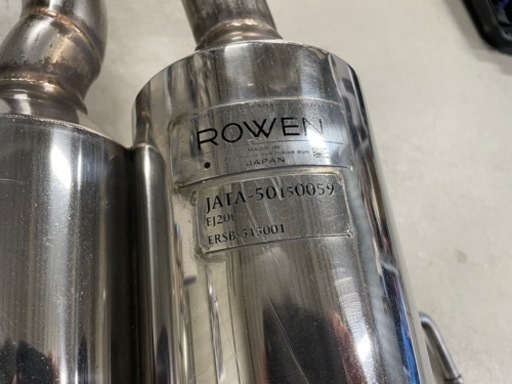 ROWEN
MADE IN
JAPAN
JATA-50150059
EJ20
ERSB-515001